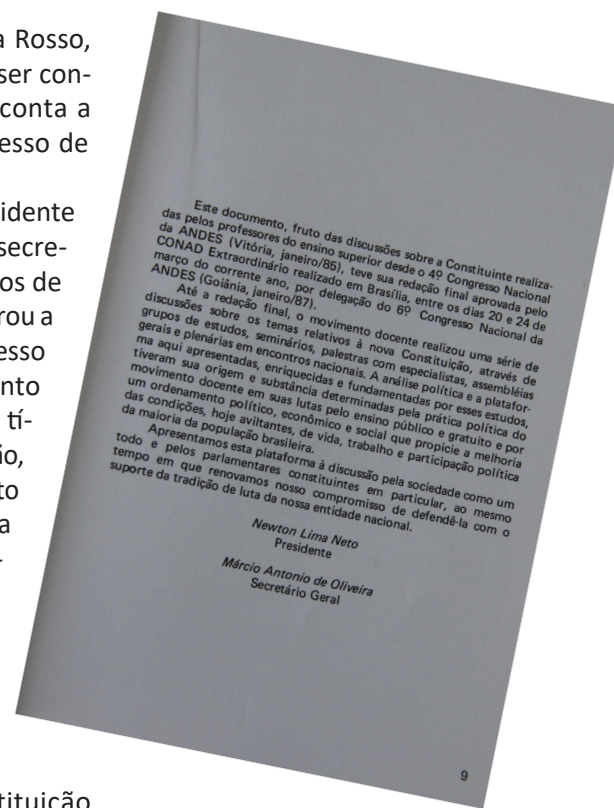 a Rosso,
ser con-
conta a
esso de
idente
secre-
os de
rou a
esso
nto
tí-
o,
to
a
-
tituição
Este documento, fruto das discussões sobre a Constituinte realiza-
das pelos professores do ensino superior desde o 4º Congresso Nacional
da ANDES (Vitória, janeiro/85), teve sua redação final aprovada pelo
CONAD Extraordinário realizado em Brasília, entre os dias 20 e 24 de
março do corrente ano, por delegação do 6º Congresso Nacional da
ANDES (Goiânia, janeiro/87).
Até a redação final, o movimento docente realizou uma série de
discussões sobre os temas relativos à nova Constituição, através de
grupos de estudos, seminários, palestras com especialistas, assembléias
gerais e plenárias em encontros nacionais. A análise política e a platafor-
ma aqui apresentadas, enriquecidas e fundamentadas por esses estudos,
tiveram sua origem e substância determinadas pela prática política do
movimento docente em suas lutas pelo ensino público e gratuito e por
um ordenamento político, econômico e social que propicie a melhoria
das condições, hoje aviltantes, de vida, trabalho e participação política
da maioria da população brasileira.
Apresentamos esta plataforma à discussão pela sociedade como um
todo e pelos parlamentares constituintes em particular, ao mesmo
tempo em que renovamos nosso compromisso de defendê-la com o
suporte da tradição de luta da nossa entidade nacional.
Newton Lima Neto
Presidente
Márcio Antonio de Oliveira
Secretário Geral
9